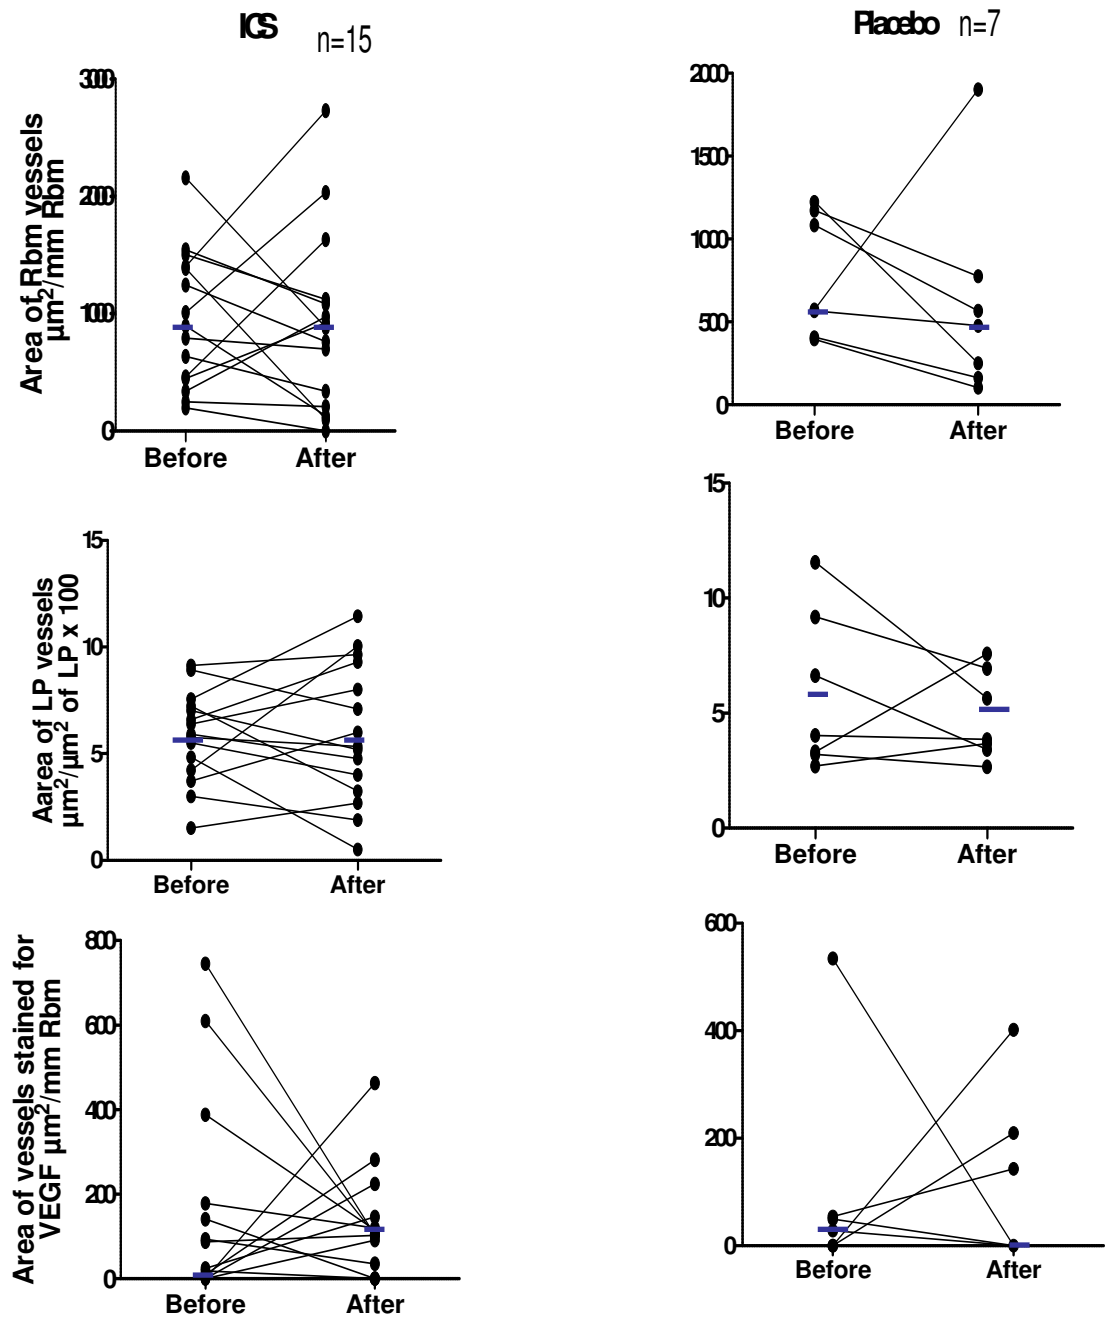 ICS n=15
Placebo n=7
Area of Rbm vessels
µm²/mm Rbm
300
200
100
0
Before After
2000
1500
1000
500
0
Before After
Aarea of LP vessels
µm²/µm² of LP x 100
15
10
5
0
Before After
15
10
5
0
Before After
Area of vessels stained for
VEGF µm²/mm Rbm
800
600
400
200
0
Before After
600
400
200
0
Before After